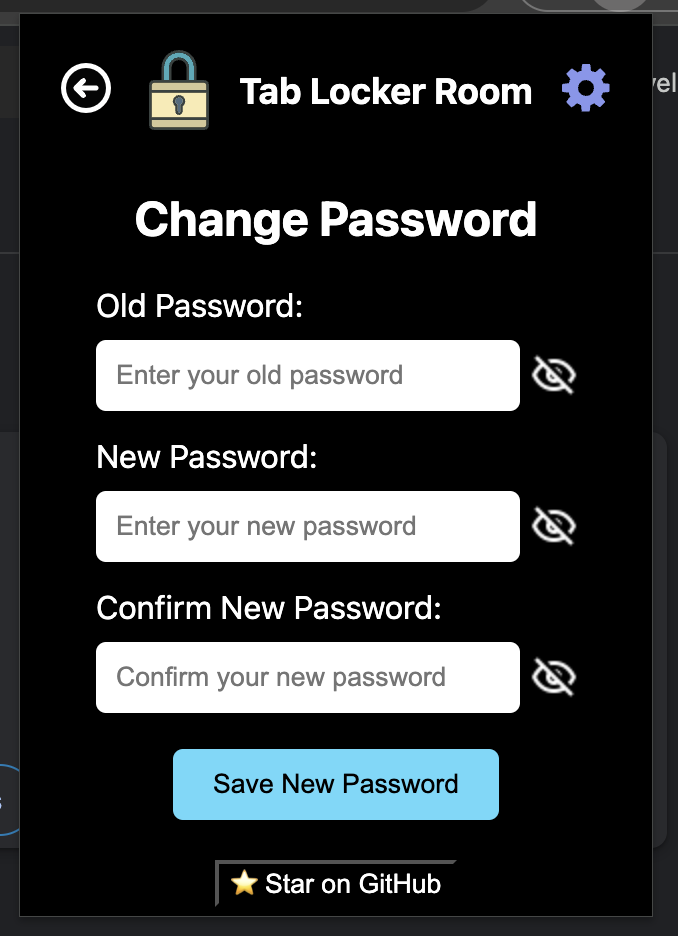 Tab Locker Room
Change Password
Old Password:
Enter your old password
New Password:
Enter your new password
Confirm New Password:
Confirm your new password
Save New Password
⭐ Star on GitHub